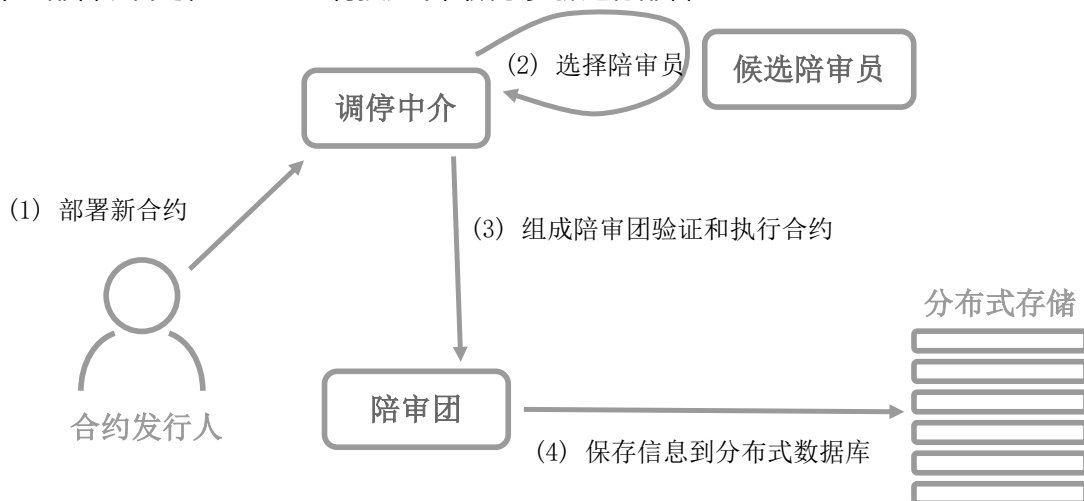 (2) 选择陪审员
候选陪审员
调停中介
(1) 部署新合约
(3) 组成陪审团验证和执行合约
分布式存储
陪审团
合约发行人
(4) 保存信息到分布式数据库